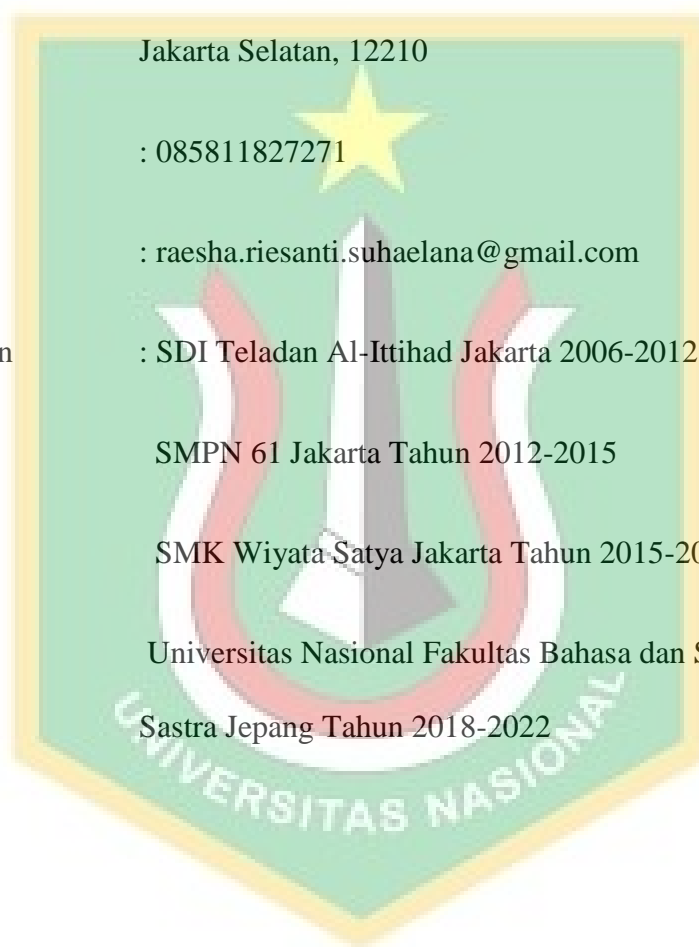 Jakarta Selatan, 12210
: 085811827271
: raesha.riesanti.suhaelana@gmail.com
n : SDI Teladan Al-Ittihad Jakarta 2006-2012
SMPN 61 Jakarta Tahun 2012-2015
SMK Wiyata Satya Jakarta Tahun 2015-20
Universitas Nasional Fakultas Bahasa dan S
Sastra Jepang Tahun 2018-2022
UNIVERSITAS NASIONAL